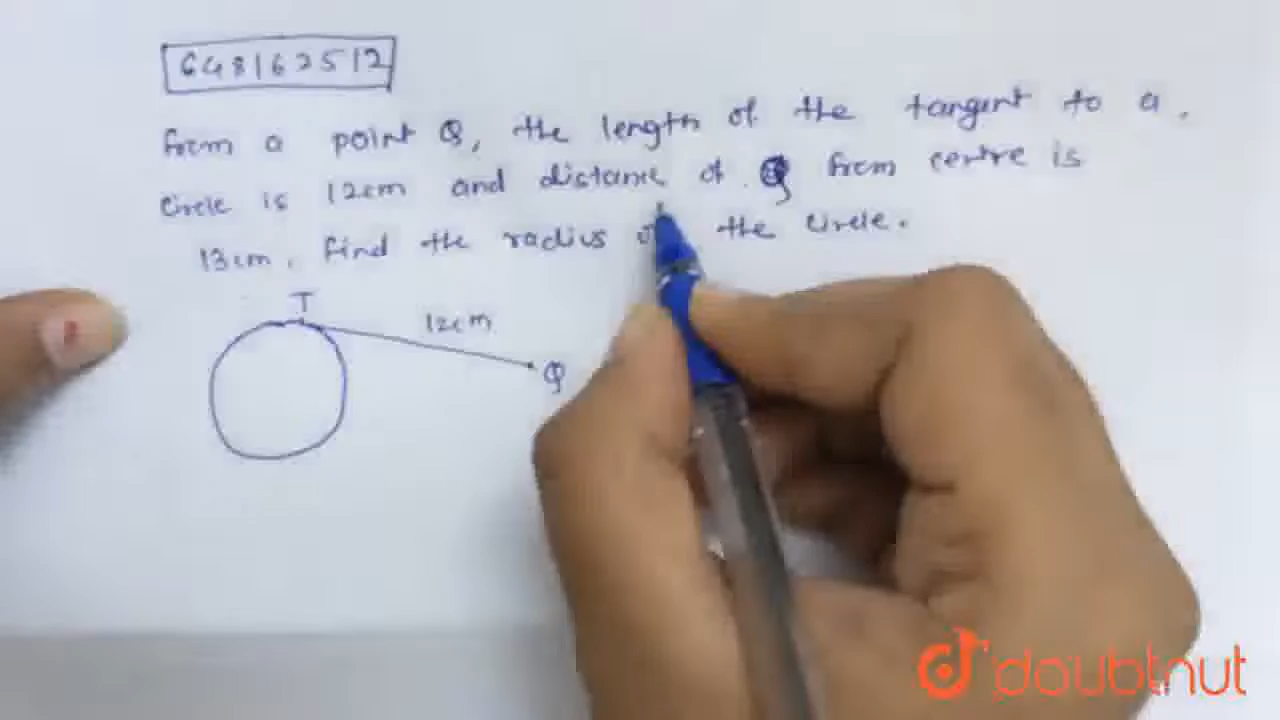 648162512
From a point Q, the length of the tangent to a
circle is 12cm and distance of Q from centre is
13cm. Find the radius of the circle.
T
12cm
Q
doubtnut